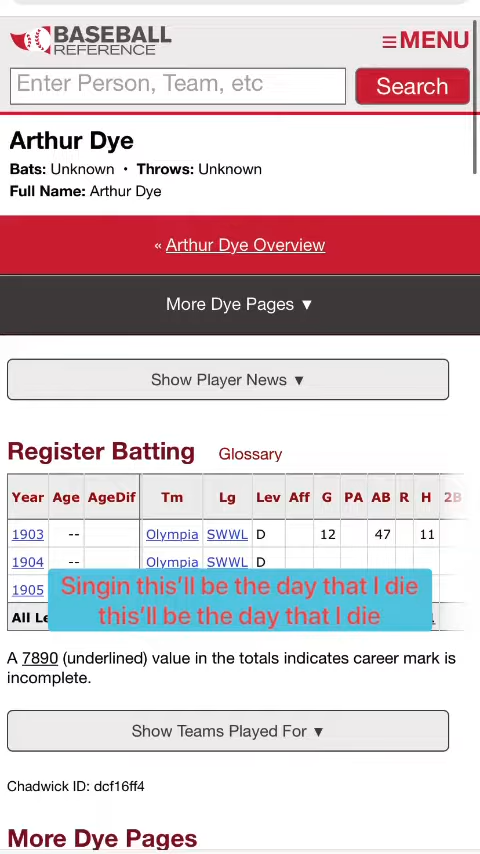 BASEBALL
REFERENCE
≡MENU
Enter Person, Team, etc
Search
Arthur Dye
Bats: Unknown • Throws: Unknown
Full Name: Arthur Dye
« Arthur Dye Overview
More Dye Pages ▼
Show Player News ▼
Register Batting Glossary
Year Age AgeDif Tm Lg Lev Aff G PA AB R H 2B
1903 -- Olympia SWWL D 12 47 11
1904 -- Olympia SWWL D
1905
All Le
Singin this'll be the day that I die
this'll be the day that I die
A 7890 (underlined) value in the totals indicates career mark is
incomplete.
Show Teams Played For ▼
Chadwick ID: dcf16ff4
More Dye Pages